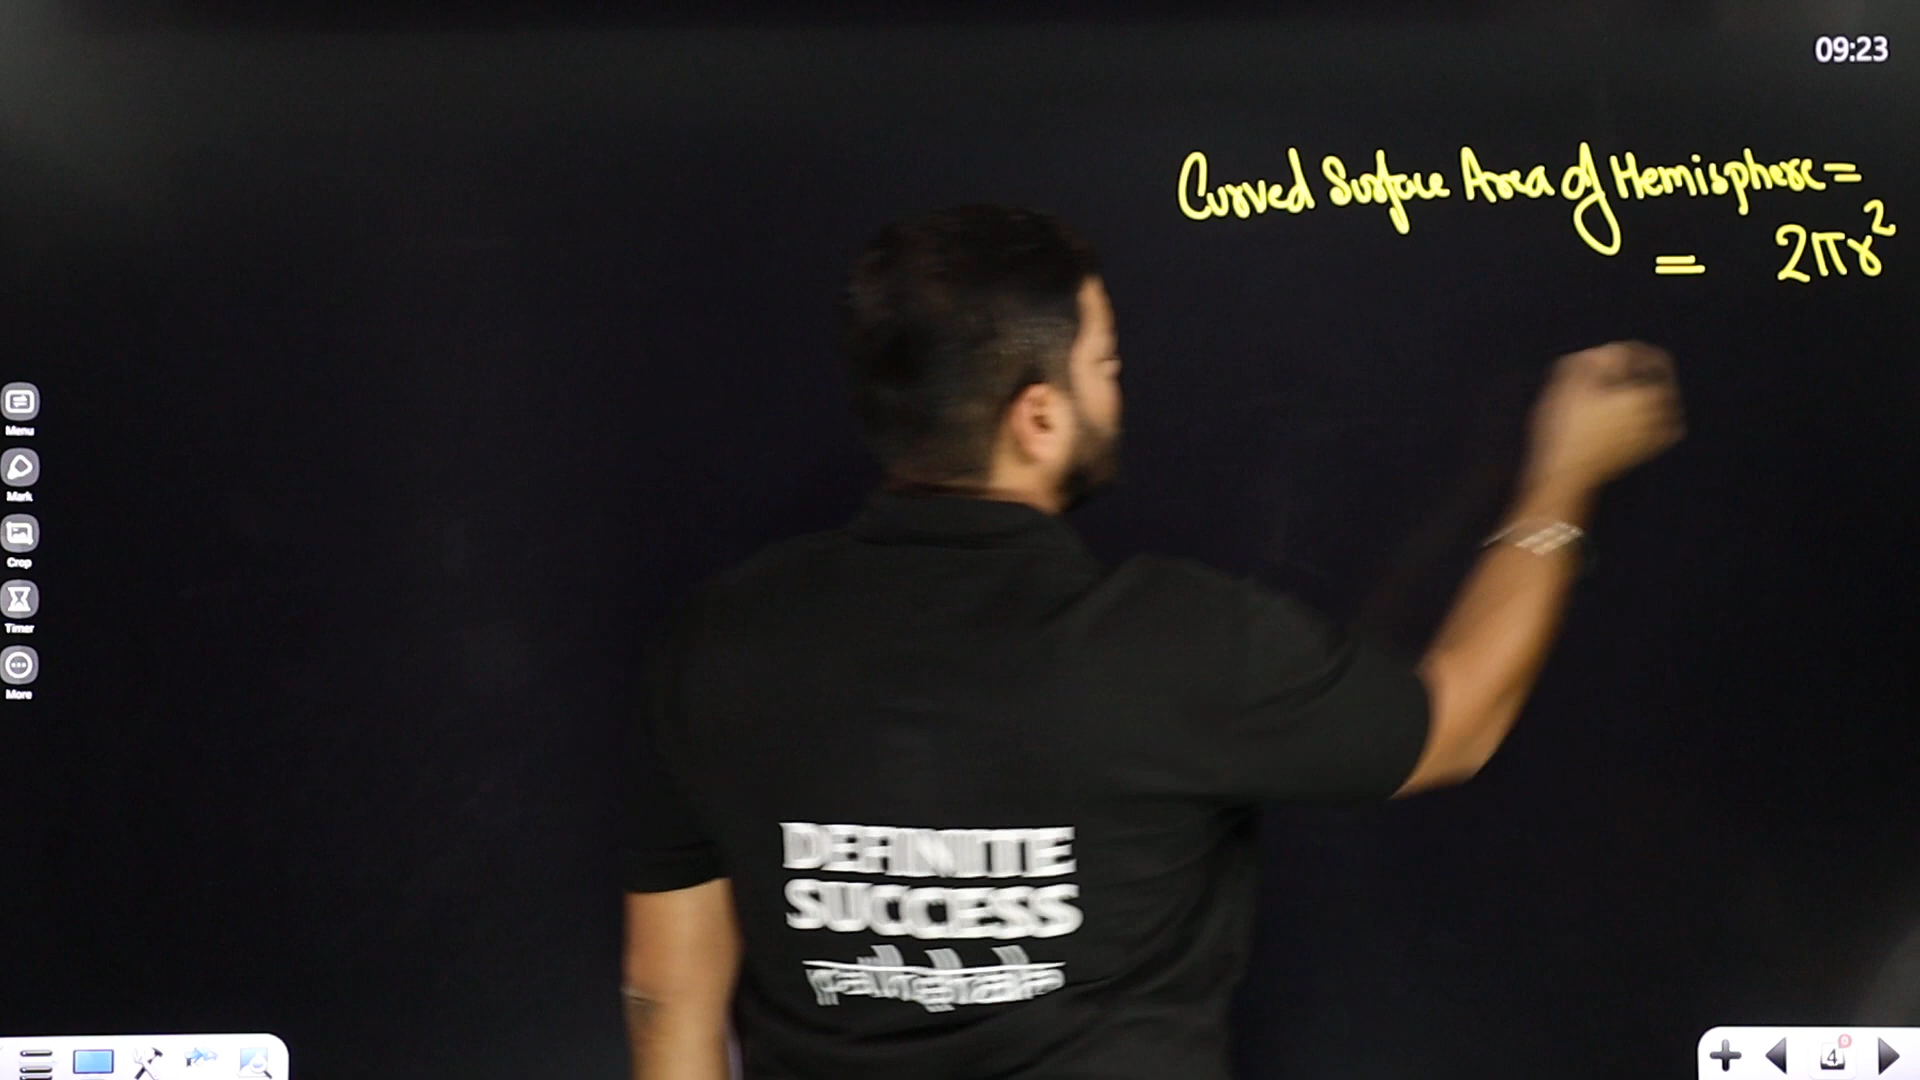 09:23
Curved Surface Area of Hemisphere =
= 2πr²
Menu
Mark
Crop
Timer
More
DEFINITE
SUCCESS
4